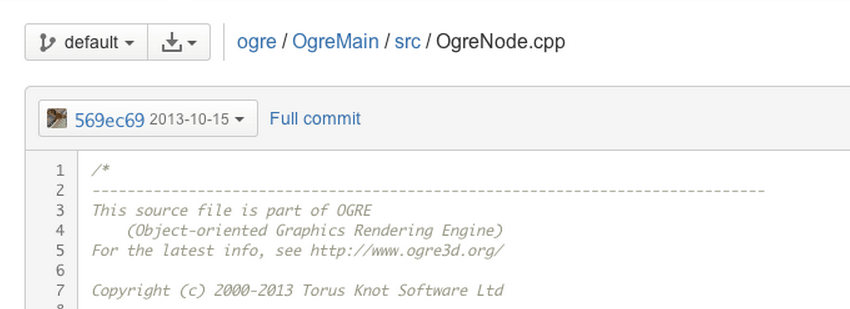 default ogre / OgreMain / src / OgreNode.cpp
569ec69 2013-10-15 Full commit
1 /*
2 -----------------------------------------------------------------------------
3 This source file is part of OGRE
4 (Object-oriented Graphics Rendering Engine)
5 For the latest info, see http://www.ogre3d.org/
6
7 Copyright (c) 2000-2013 Torus Knot Software Ltd